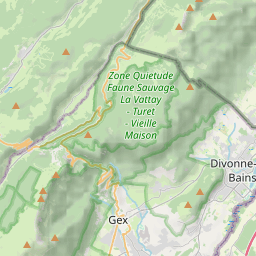 Zone Quietude
Faune Sauvage
La Vattay
- Turet
- Vieille
Maison
Divonne-
Bains
Gex